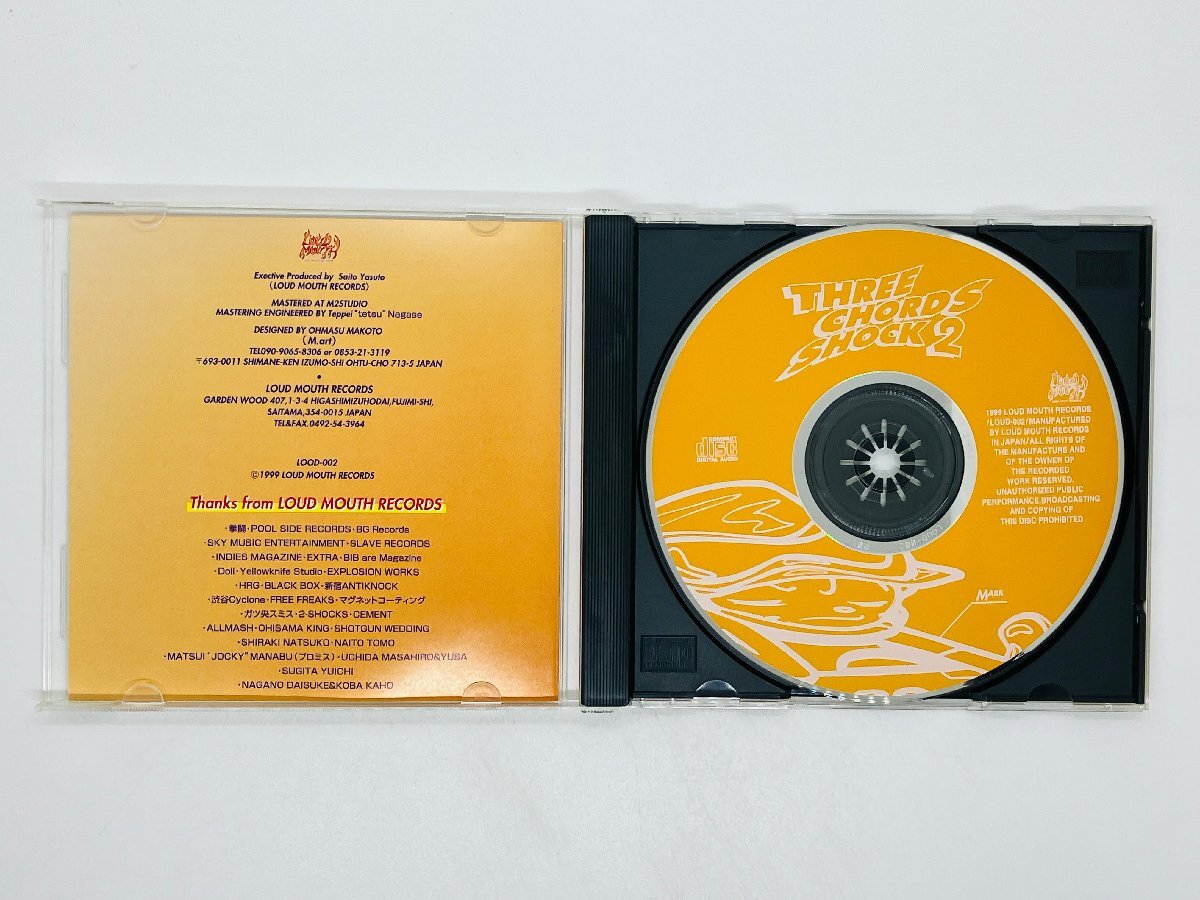 LOUD MOUTH
Exective Produced by Saito Yasuto
(LOUD MOUTH RECORDS)
MASTERED AT M2STUDIO
MASTERING ENGINEERED BY Teppei "tetsu" Nagase
DESIGNED BY OHMASU MAKOTO
(M.art)
TEL090-9065-8306 or 0853-21-3119
〒693-0011 SHIMANE-KEN IZUMO-SHI OHTU-CHO 713-5 JAPAN
•
LOUD MOUTH RECORDS
GARDEN WOOD 407,1-3-4 HIGASHIMIZUHODAI,FUJIMI-SHI,
SAITAMA,354-0015 JAPAN
TEL&FAX.0492-54-3964
LOOD-002
©1999 LOUD MOUTH RECORDS
Thanks from LOUD MOUTH RECORDS
・拳闘・POOL SIDE RECORDS・BG Records
・SKY MUSIC ENTERTAINMENT・SLAVE RECORDS
・INDIES MAGAZINE・EXTRA・BIB are Magazine
・Doll・Yellowknife Studio・EXPLOSION WORKS
・HRG・BLACK BOX・新宿ANTIKNOCK
・渋谷Cyclone・FREE FREAKS・マグネットコーティング
・ガツ央スミス・2-SHOCKS・CEMENT
・ALLMASH・OHISAMA KING・SHOTGUN WEDDING
・SHIRAKI NATSUKO・NAITO TOMO
・MATSUI "JOCKY" MANABU(プロミス)・UCHIDA MASAHIRO&YUSA
・SUGITA YUICHI
・NAGANO DAISUKE&KOBA KAHO
THREE
CHORDS
SHOCK 2
COMPACT
disc
DIGITAL AUDIO
LOUD MOUTH
1999 LOUD MOUTH RECORDS
/LOUD-002/MANUFACTURED
BY LOUD MOUTH RECORDS
IN JAPAN/ALL RIGHTS OF
THE MANUFACTURE AND
OF THE OWNER OF
THE RECORDED
WORK RESERVED.
UNAUTHORIZED PUBLIC
PERFORMANCE,BROADCASTING
AND COPYING OF
THIS DISC PROHIBITED
MARK